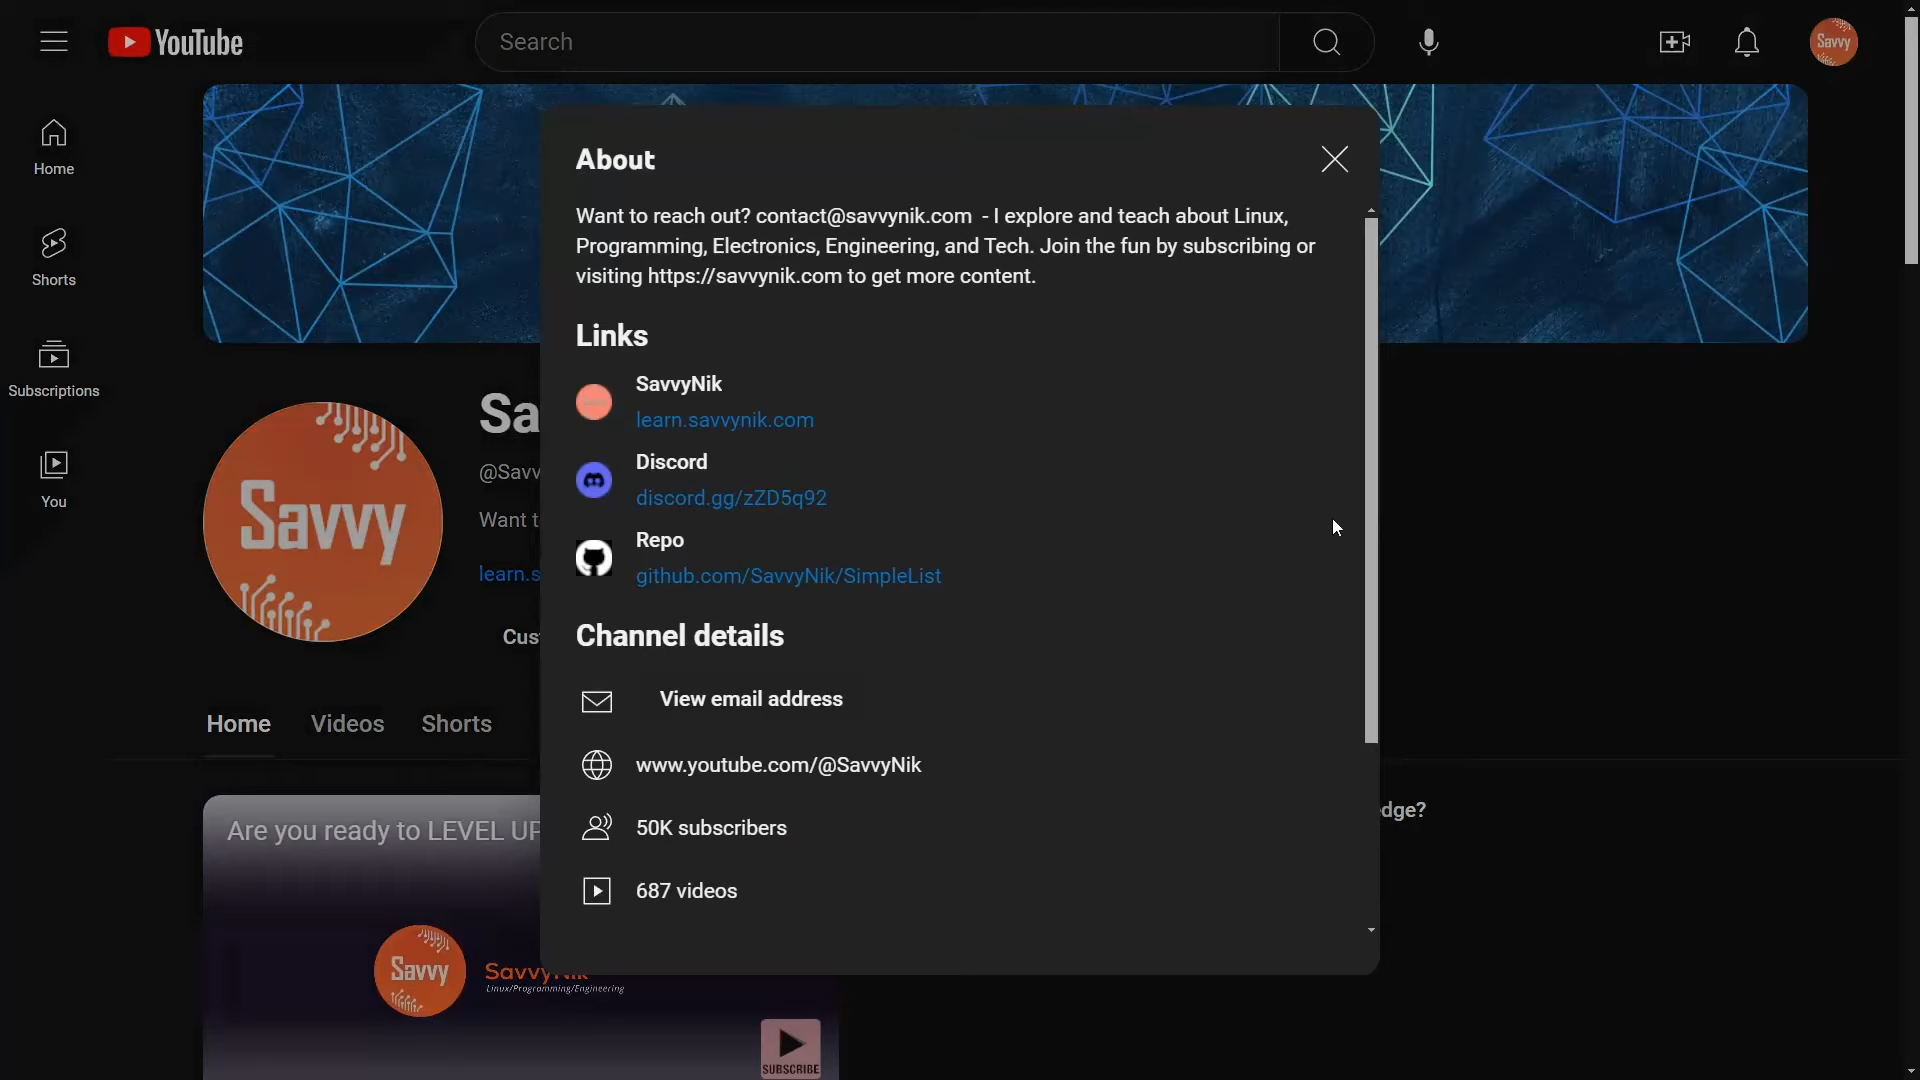 YouTube
Search
Savvy
Home
Shorts
Subscriptions
You
About
Want to reach out? contact@savvynik.com - I explore and teach about Linux,
Programming, Electronics, Engineering, and Tech. Join the fun by subscribing or
visiting https://savvynik.com to get more content.
Links
SavvyNik
learn.savvynik.com
Discord
discord.gg/zZD5q92
Repo
github.com/SavvyNik/SimpleList
Channel details
View email address
www.youtube.com/@SavvyNik
50K subscribers
687 videos
Savvy
Sa
@Savv
Want t
learn.s
Cus
Home Videos Shorts
Are you ready to LEVEL UP
dge?
Savvy
SavvyNik
Linux/Programming/Engineering
SUBSCRIBE